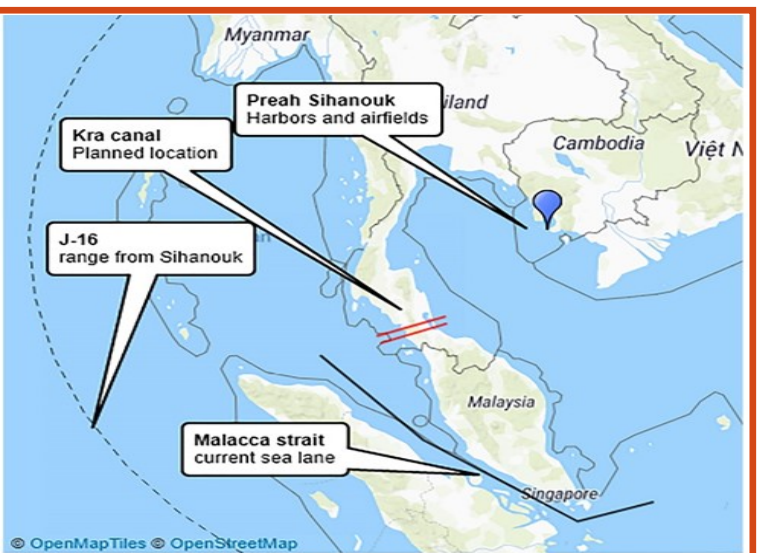 Myanmar
Preah Sihanouk
Harbors and airfields
iland
Kra canal
Planned location
Cambodia
Việt N
J-16
range from Sihanouk
an
Malaysia
Malacca strait
current sea lane
Singapore
© OpenMapTiles © OpenStreetMap